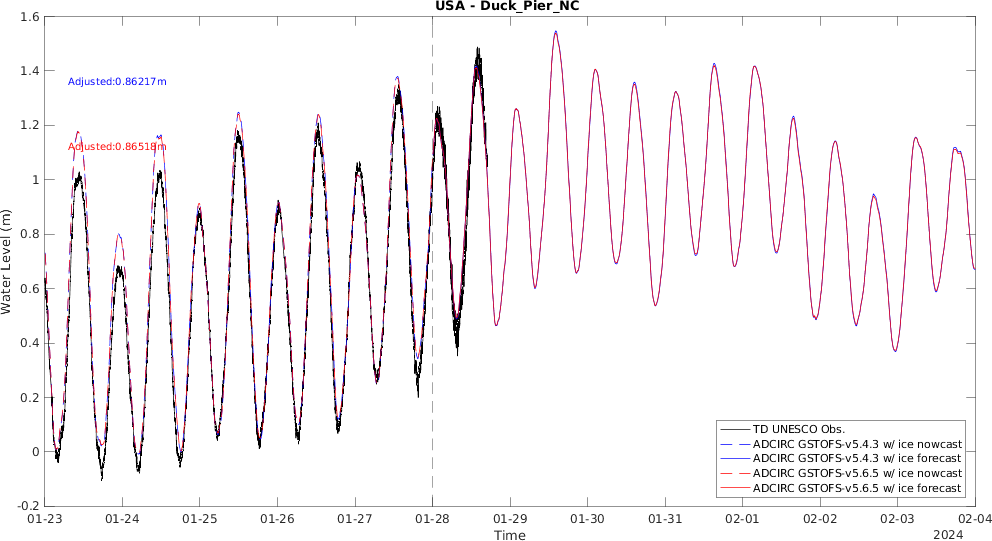 USA - Duck_Pier_NC
1.6
1.4
1.2
1
0.8
0.6
0.4
0.2
0
-0.2
Water Level (m)
Adjusted:0.86217m
Adjusted:0.86518m
TD UNESCO Obs.
ADCIRC GSTOFS-v5.4.3 w/ ice nowcast
ADCIRC GSTOFS-v5.4.3 w/ ice forecast
ADCIRC GSTOFS-v5.6.5 w/ ice nowcast
ADCIRC GSTOFS-v5.6.5 w/ ice forecast
01-23 01-24 01-25 01-26 01-27 01-28 01-29 01-30 01-31 02-01 02-02 02-03 02-04
Time
2024